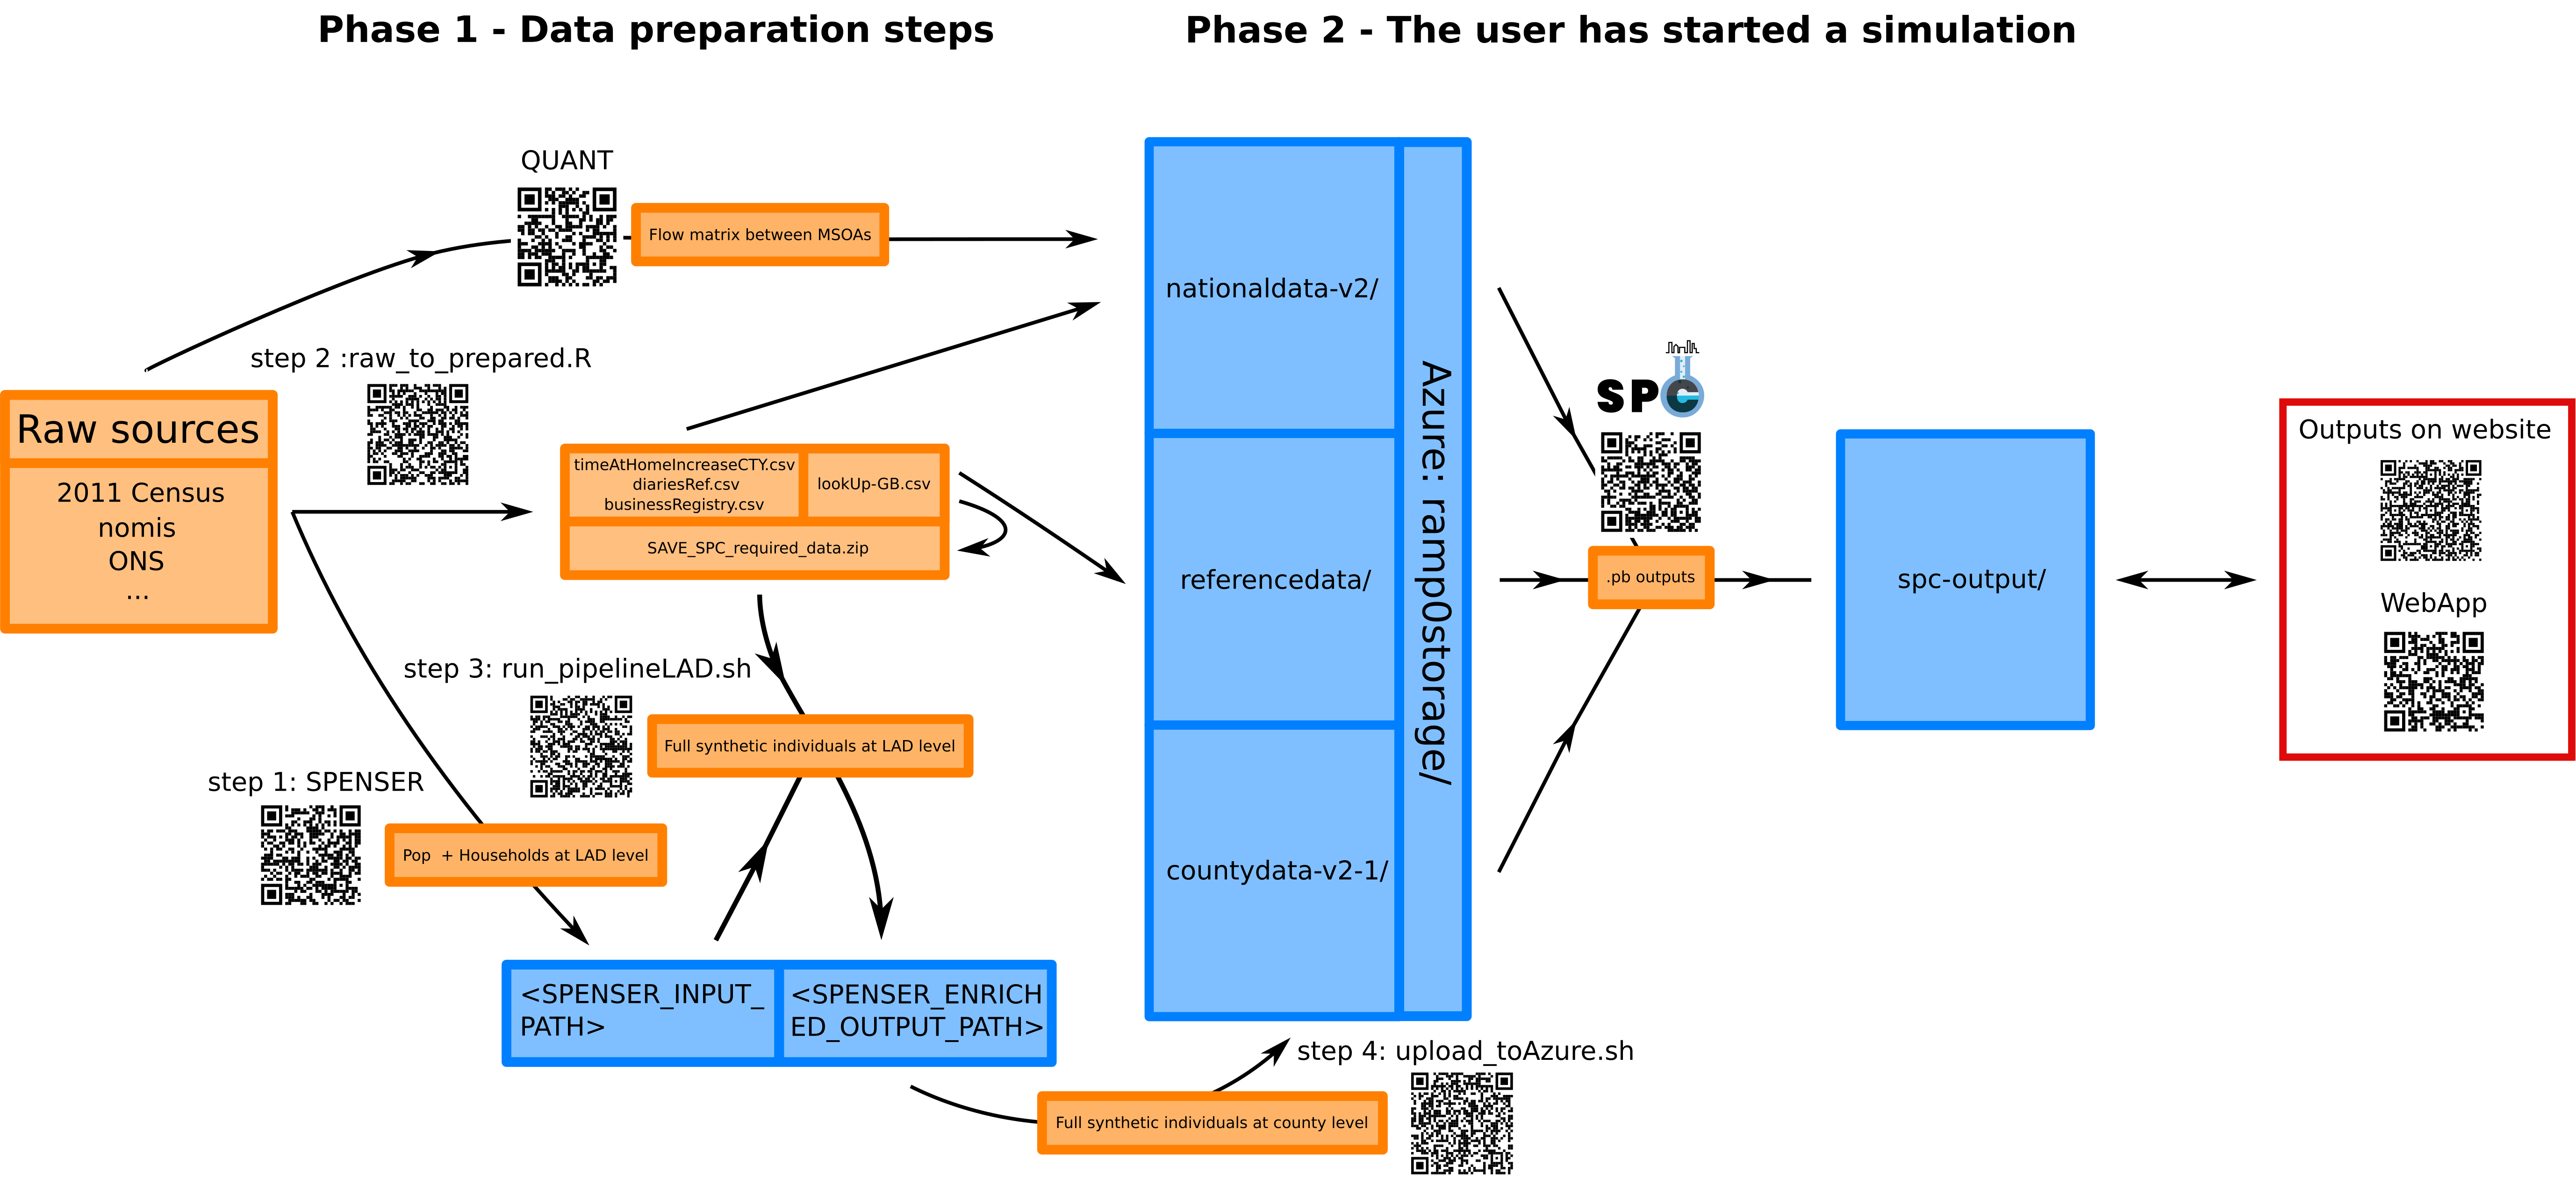 Phase 1 - Data preparation steps
Phase 2 - The user has started a simulation
QUANT
Flow matrix between MSOAs
step 2 :raw_to_prepared.R
Raw sources
2011 Census
nomis
ONS
...
timeAtHomeIncreaseCTY.csv
diariesRef.csv
businessRegistry.csv
lookUp-GB.csv
SAVE_SPC_required_data.zip
step 3: run_pipelineLAD.sh
Full synthetic individuals at LAD level
step 1: SPENSER
Pop + Households at LAD level
<SPENSER_INPUT_
PATH>
<SPENSER_ENRICH
ED_OUTPUT_PATH>
step 4: upload_toAzure.sh
Full synthetic individuals at county level
nationaldata-v2/
referencedata/
countydata-v2-1/
Azure: ramp0storage/
SPC
.pb outputs
spc-output/
Outputs on website
WebApp